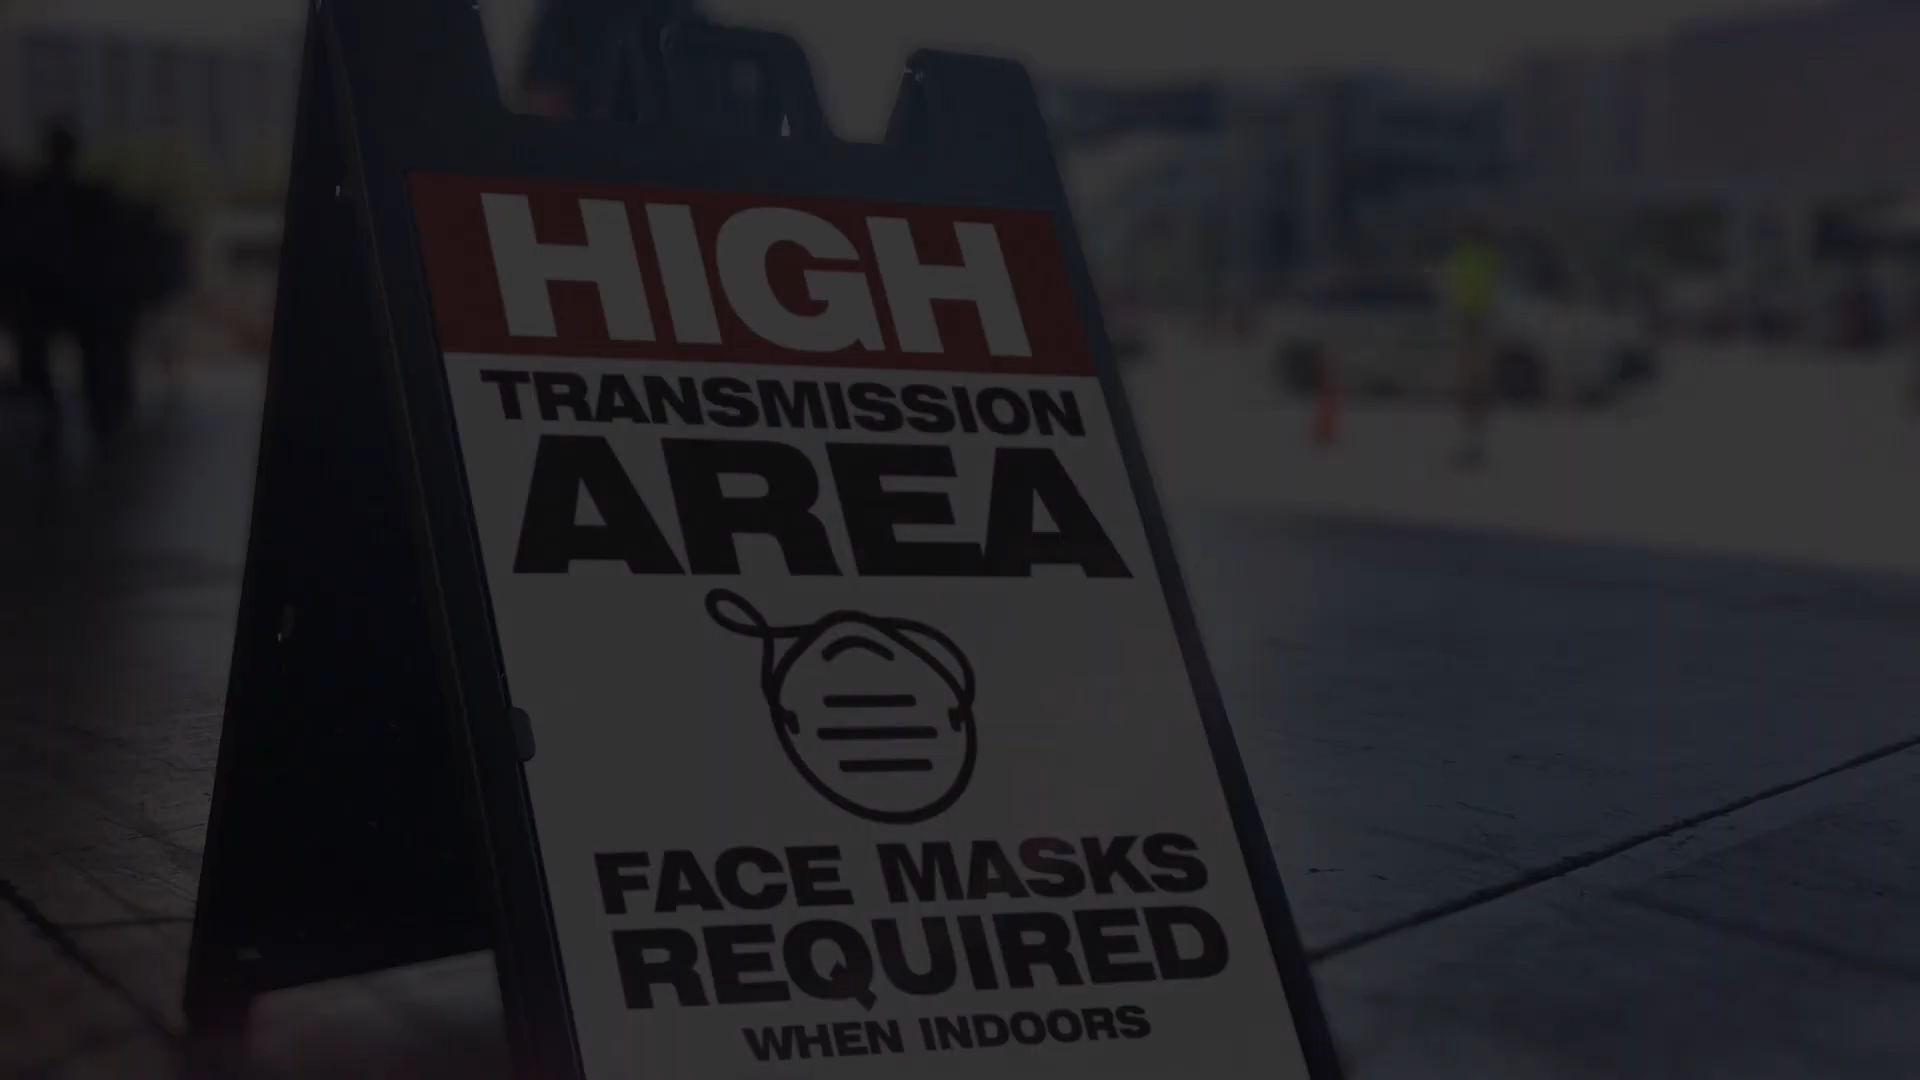 HIGH
TRANSMISSION
AREA
FACE MASKS
REQUIRED
WHEN INDOORS